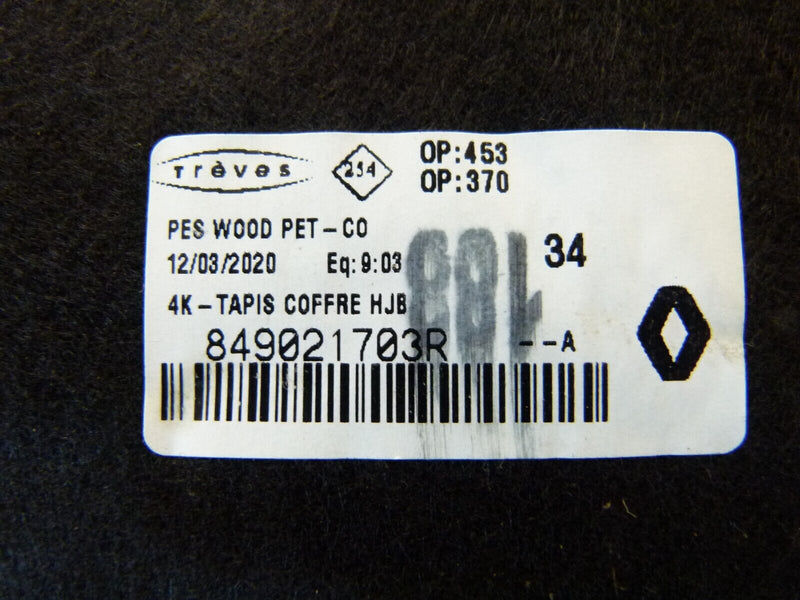 Trèves
254
OP:453
OP:370
PES WOOD PET-CO
12/03/2020 Eq: 9:03
34
4K-TAPIS COFFRE HJB
849021703R --A